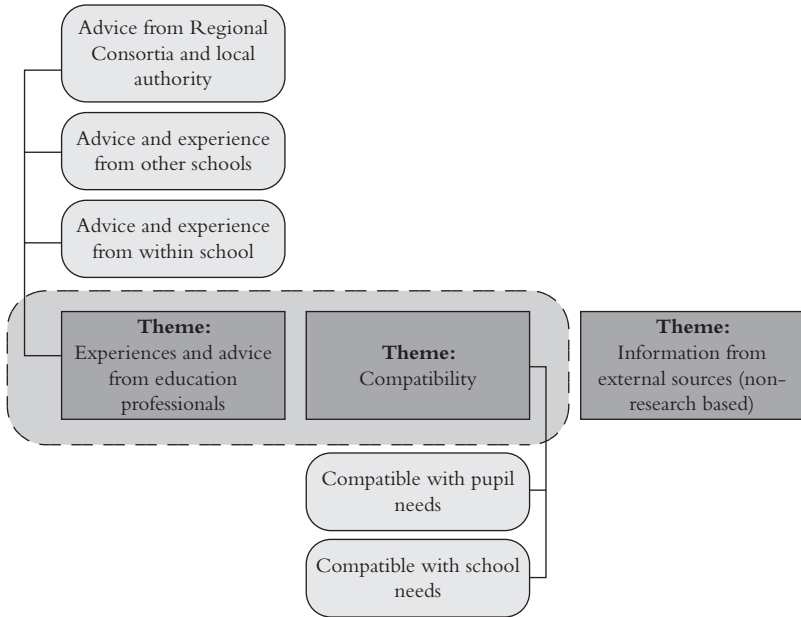 Advice from Regional
Consortia and local
authority
Advice and experience
from other schools
Advice and experience
from within school
Theme:
Experiences and advice
from education
professionals
Theme:
Compatibility
Theme:
Information from
external sources (non-
research based)
Compatible with pupil
needs
Compatible with school
needs